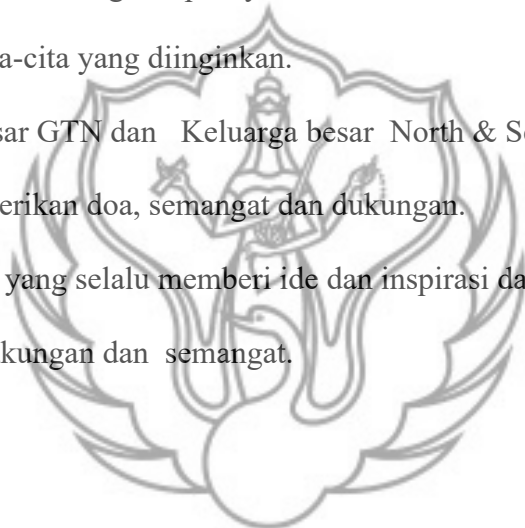 a-cita yang diinginkan.
sar GTN dan Keluarga besar North & S
erikan doa, semangat dan dukungan.
yang selalu memberi ide dan inspirasi da
kungan dan semangat.